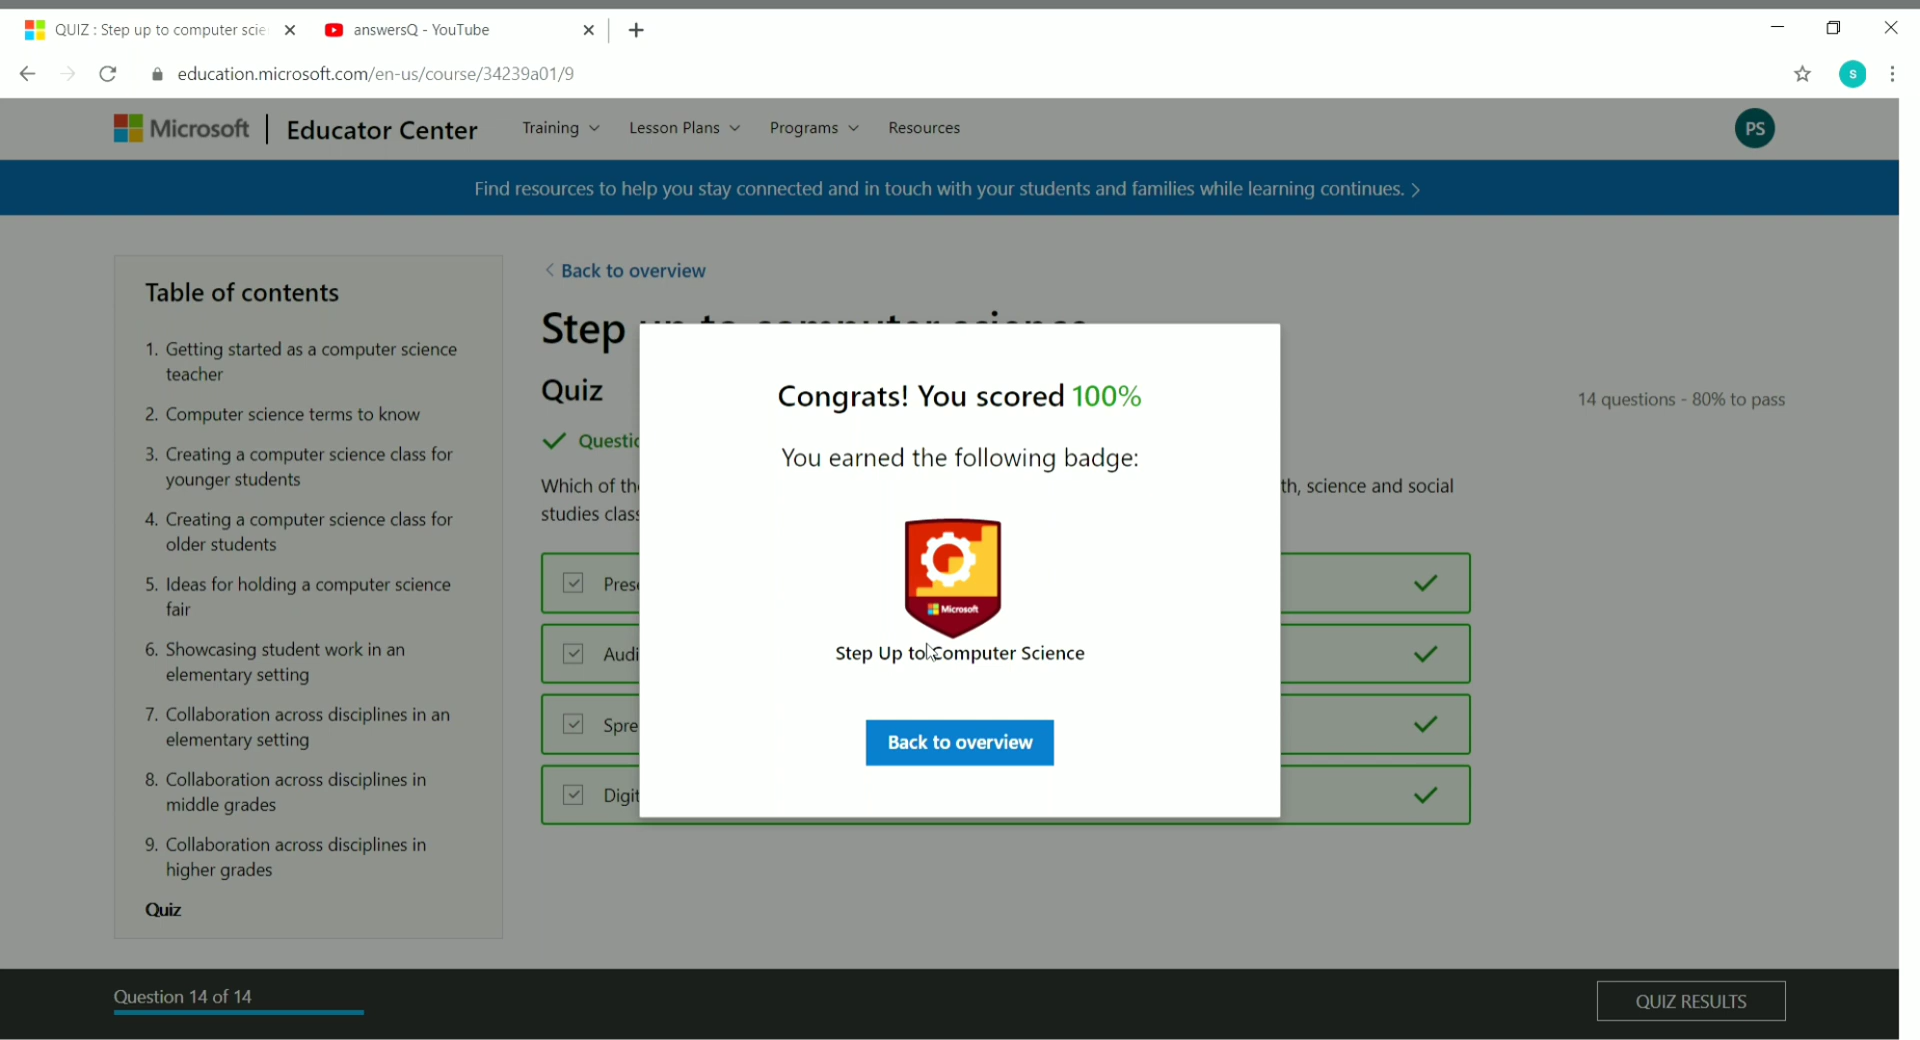 QUIZ : Step up to computer scie
answersQ - YouTube
education.microsoft.com/en-us/course/34239a01/9
S
Microsoft
Educator Center
Training
Lesson Plans
Programs
Resources
PS
Find resources to help you stay connected and in touch with your students and families while learning continues.
Table of contents
1. Getting started as a computer science
teacher
2. Computer science terms to know
3. Creating a computer science class for
younger students
4. Creating a computer science class for
older students
5. Ideas for holding a computer science
fair
6. Showcasing student work in an
elementary setting
7. Collaboration across disciplines in an
elementary setting
8. Collaboration across disciplines in
middle grades
9. Collaboration across disciplines in
higher grades
Quiz
Back to overview
Step up to computer science
Quiz
14 questions - 80% to pass
Which of th, science and social
studies class
Congrats! You scored 100%
You earned the following badge:
Microsoft
Step Up to Computer Science
Back to overview
Question 14 of 14
QUIZ RESULTS